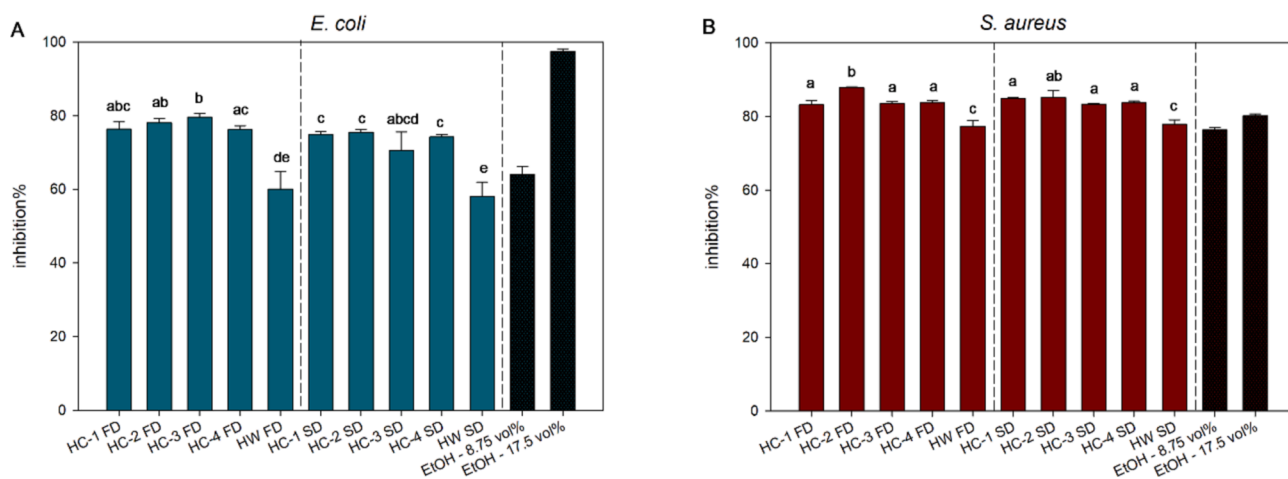 A
E. coli
inhibition%
100
80
60
40
20
0
abc
ab
b
ac
de
c
c
abcd
c
e
HC-1 FD
HC-2 FD
HC-3 FD
HC-4 FD
HW FD
HC-1 SD
HC-2 SD
HC-3 SD
HC-4 SD
HW SD
EtOH - 8.75 vol%
EtOH - 17.5 vol%
B
S. aureus
inhibition%
100
80
60
40
20
0
a
b
a
a
c
a
ab
a
a
c
HC-1 FD
HC-2 FD
HC-3 FD
HC-4 FD
HW FD
HC-1 SD
HC-2 SD
HC-3 SD
HC-4 SD
HW SD
EtOH - 8.75 vol%
EtOH - 17.5 vol%